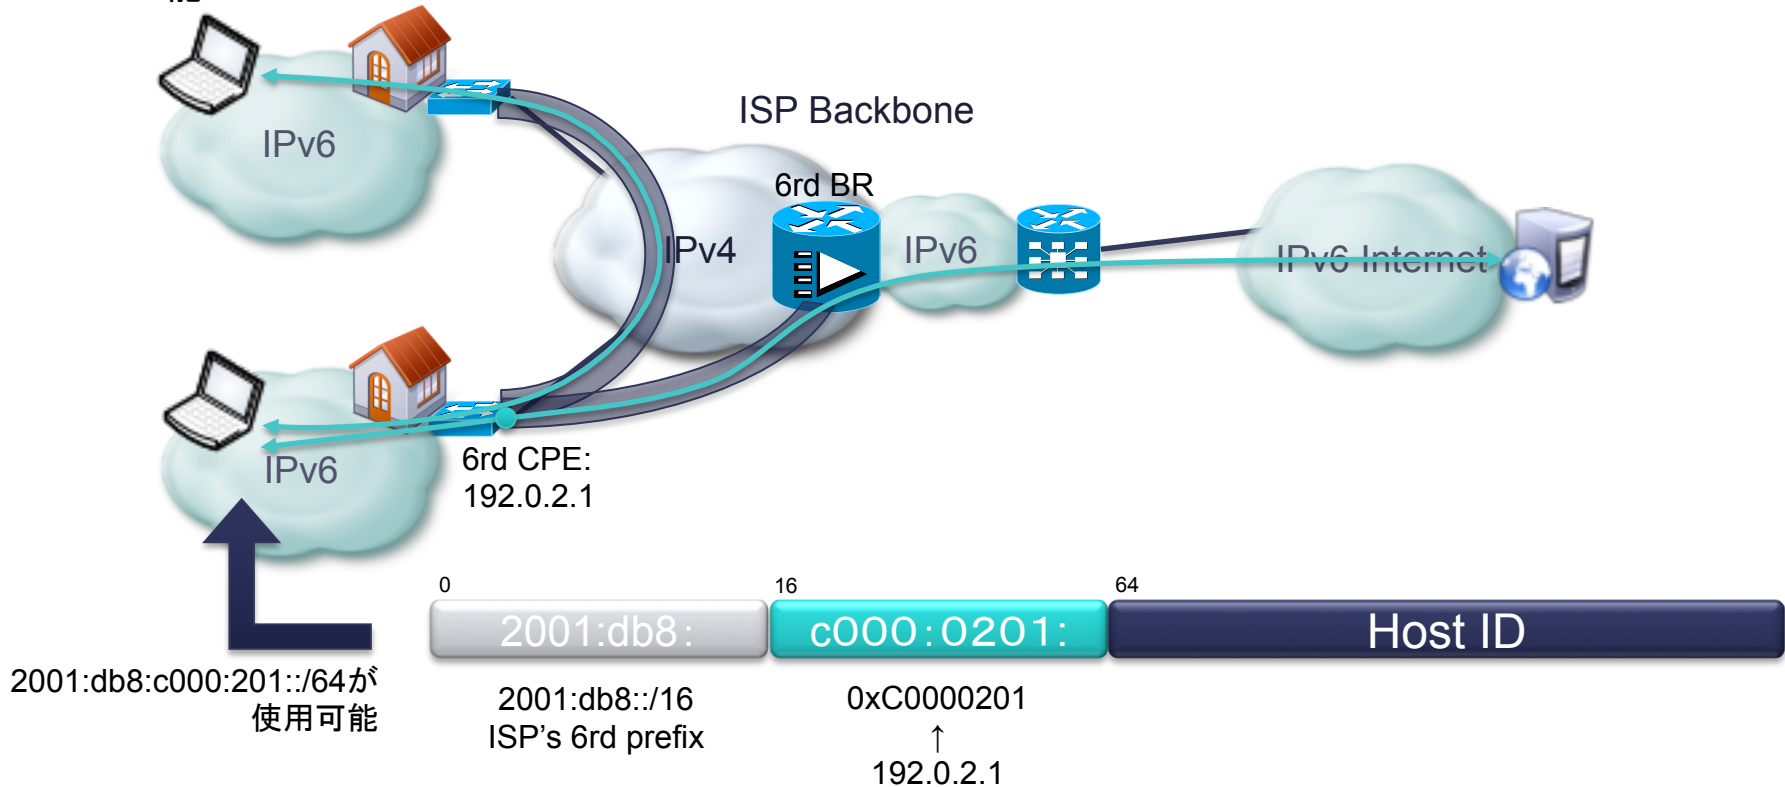 能
ISP Backbone
IPv6
6rd BR
IPv4
IPv6
IPv6 Internet
IPv6
6rd CPE:
192.0.2.1
0
16
64
2001:db8:
c000:0201:
Host ID
2001:db8:c000:201::/64が
使用可能
2001:db8::/16
ISP’s 6rd prefix
0xC0000201
↑
192.0.2.1